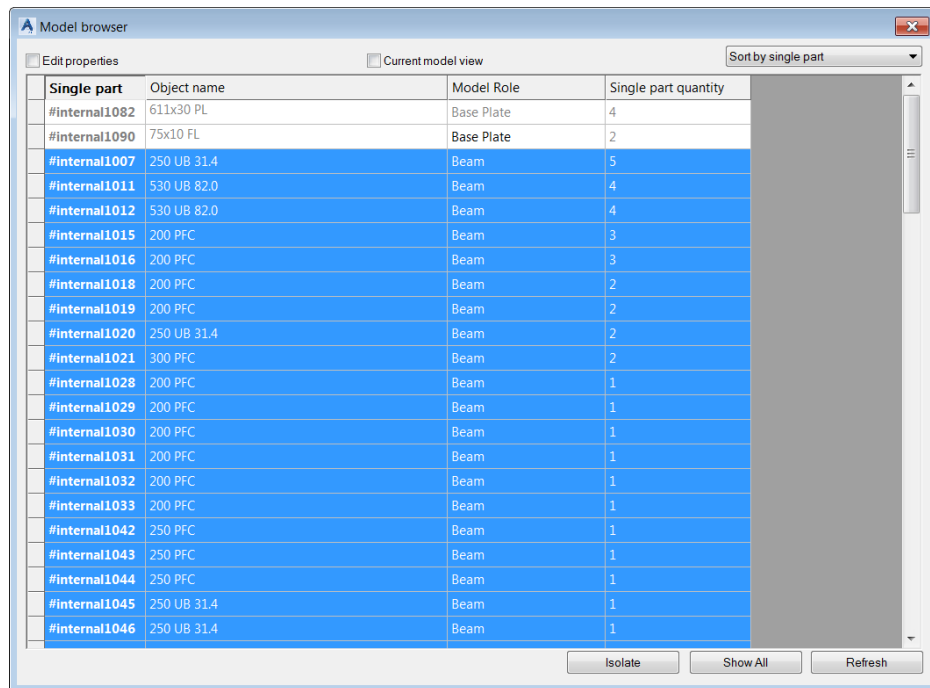 Model browser
Edit properties Current model view Sort by single part
Single part Object name Model Role Single part quantity
#internal1082 611x30 PL Base Plate 4
#internal1090 75x10 FL Base Plate 2
#internal1007 250 UB 31.4 Beam 5
#internal1011 530 UB 82.0 Beam 4
#internal1012 530 UB 82.0 Beam 4
#internal1015 200 PFC Beam 3
#internal1016 200 PFC Beam 3
#internal1018 200 PFC Beam 2
#internal1019 200 PFC Beam 2
#internal1020 250 UB 31.4 Beam 2
#internal1021 300 PFC Beam 2
#internal1028 200 PFC Beam 1
#internal1029 200 PFC Beam 1
#internal1030 200 PFC Beam 1
#internal1031 200 PFC Beam 1
#internal1032 200 PFC Beam 1
#internal1033 200 PFC Beam 1
#internal1042 250 PFC Beam 1
#internal1043 250 PFC Beam 1
#internal1044 250 PFC Beam 1
#internal1045 250 UB 31.4 Beam 1
#internal1046 250 UB 31.4 Beam 1
Isolate Show All Refresh